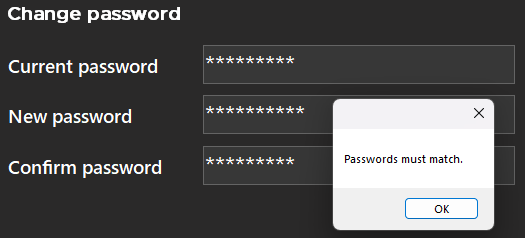 Change password
Current password *********
New password **********
Confirm password *********
Passwords must match.
OK